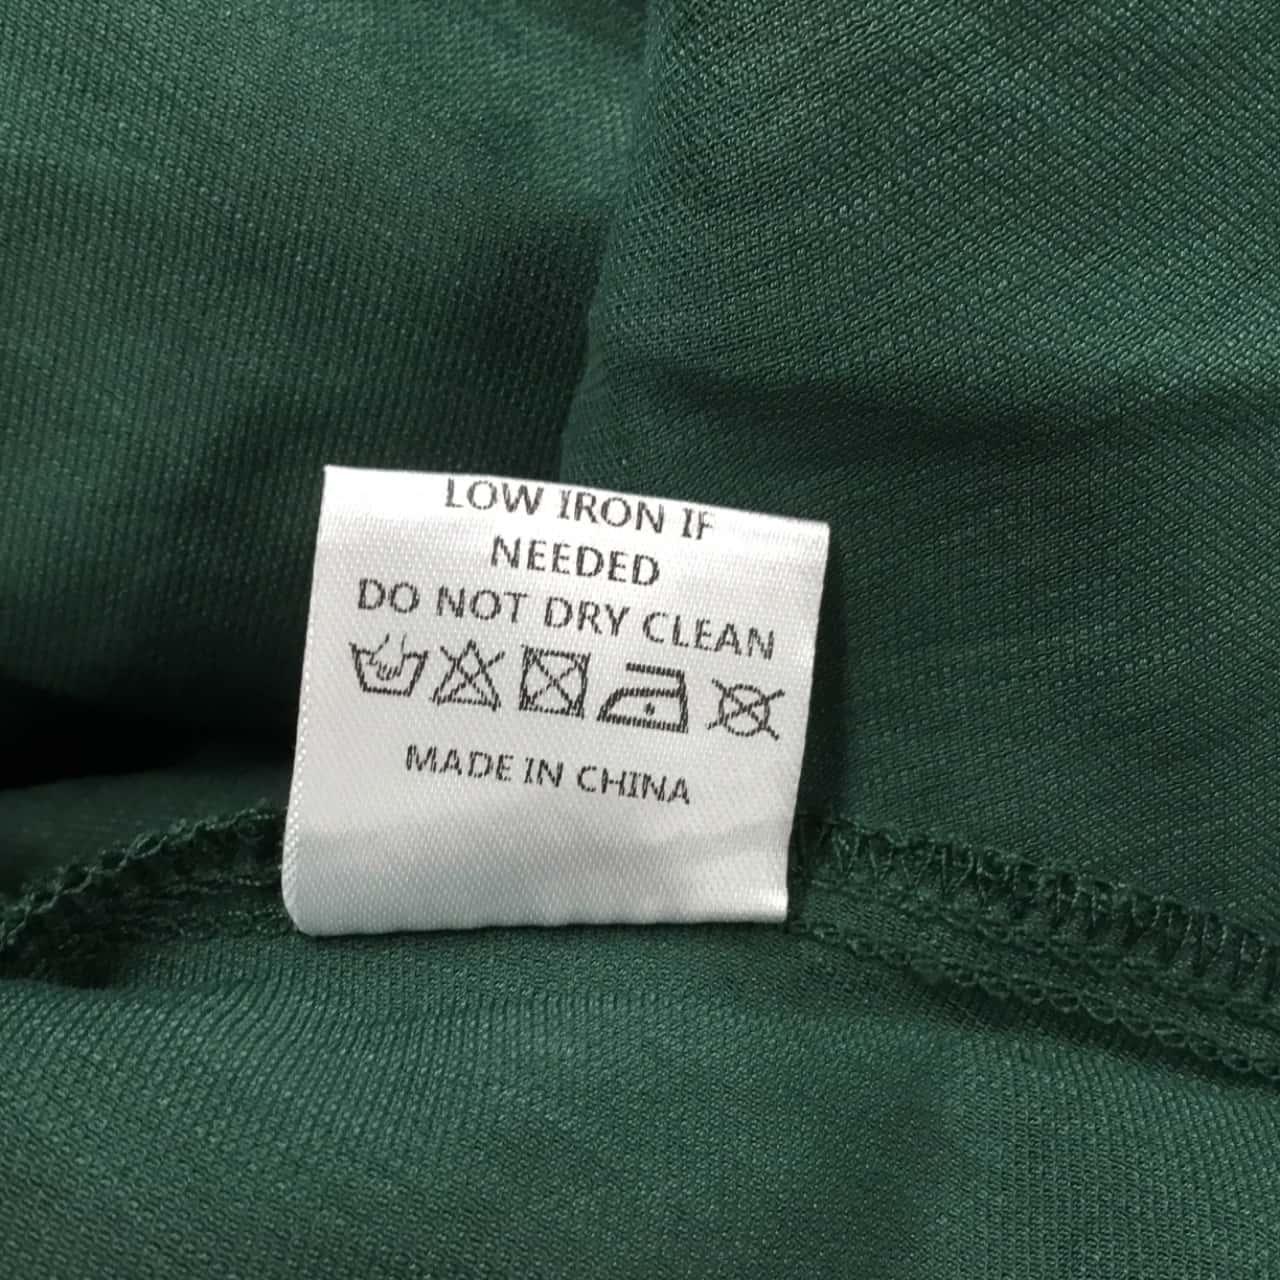 LOW IRON IF
NEEDED
DO NOT DRY CLEAN
MADE IN CHINA